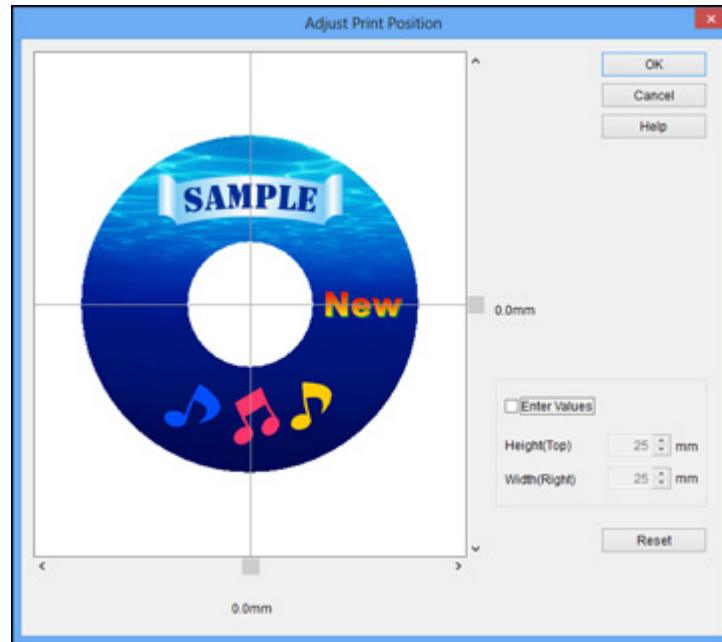 Adjust Print Position
OK
Cancel
Help
SAMPLE
New
0.0mm
Enter Values
Height(Top) 25 mm
Width(Right) 25 mm
Reset
0.0mm